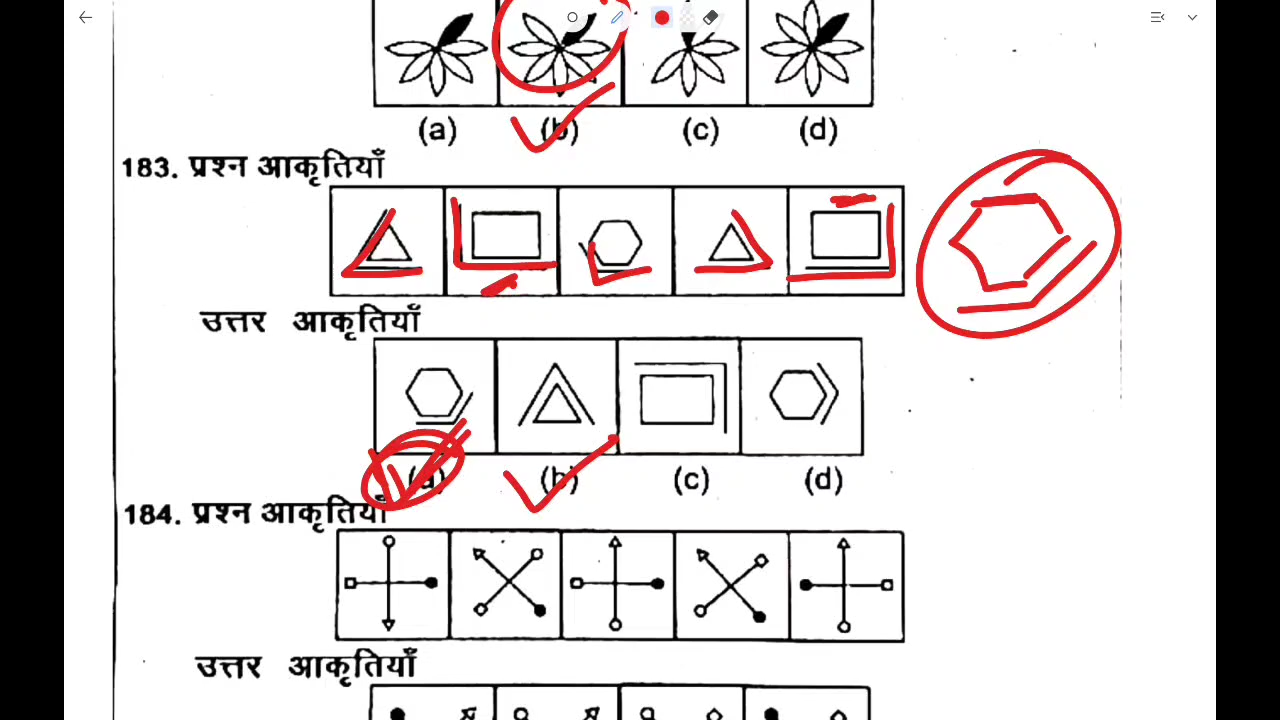 (a) (b) (c) (d)
183. प्रश्न आकृतियाँ
उत्तर आकृतियाँ
(a) (b) (c) (d)
184. प्रश्न आकृतियाँ
उत्तर आकृतियाँ